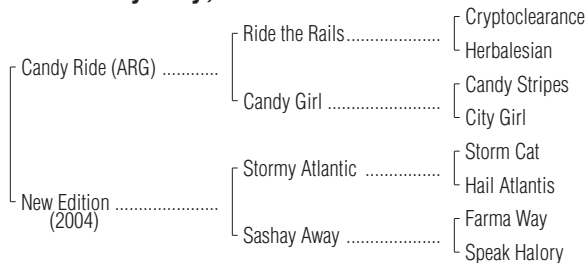 Cryptoclearance
Ride the Rails....................
Herbalesian
Candy Ride (ARG) ............
Candy Stripes
Candy Girl ........................
City Girl
Storm Cat
Stormy Atlantic ..................
Hail Atlantis
New Edition ......................
(2004)
Farma Way
Sashay Away .....................
Speak Halory